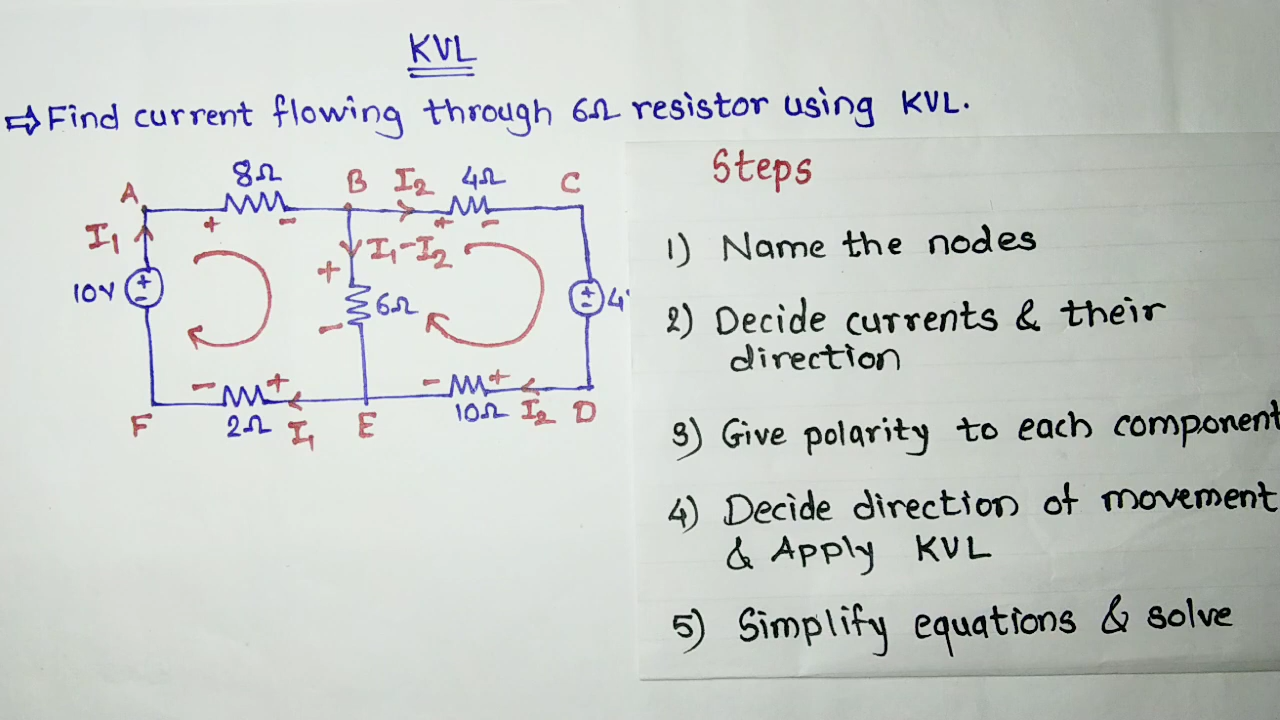 KVL
⇒ Find current flowing through 6Ω resistor using KVL.
8Ω
A
B
I₂
4Ω
C
+
-
+
-
I₁
I₁-I₂
+
10V
+
-
6Ω
-
+
-
-
+
-
+
F
2Ω
I₁
E
10Ω
I₂
D
Steps
1) Name the nodes
2) Decide currents & their
direction
3) Give polarity to each component
4) Decide direction of movement
& Apply KVL
5) Simplify equations & solve